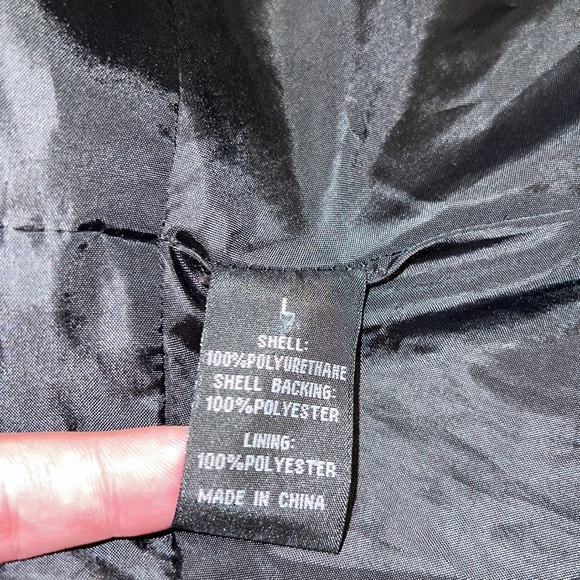 L
SHELL:
100%POLYURETHANE
SHELL BACKING:
100%POLYESTER
LINING:
100%POLYESTER
MADE IN CHINA